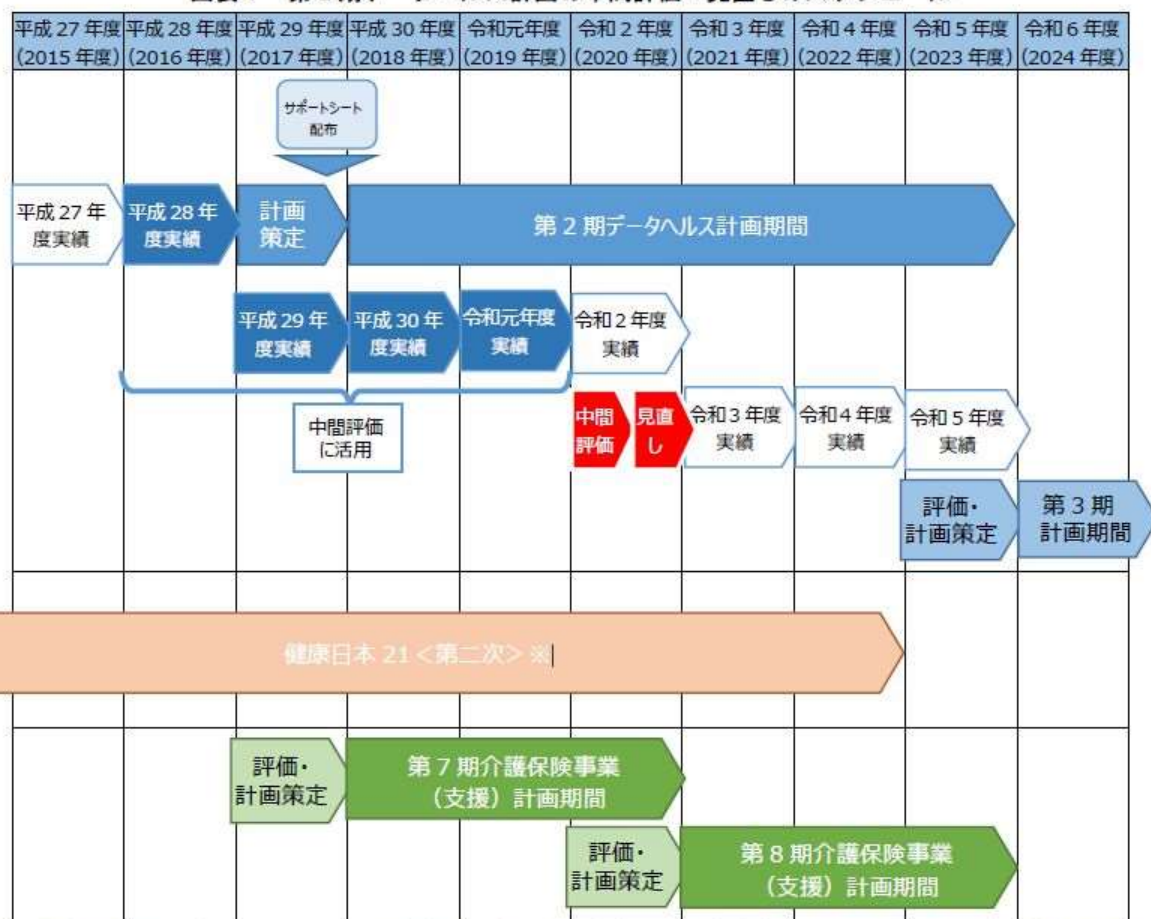 平成27年度 平成28年度 平成29年度 平成30年度 令和元年度 令和2年度 令和3年度 令和4年度 令和5年度 令和6年度
(2015年度) (2016年度) (2017年度) (2018年度) (2019年度) (2020年度) (2021年度) (2022年度) (2023年度) (2024年度)
サポートシート
配布
平成27年
度実績
平成28年
度実績
計画
策定
第2期データヘルス計画期間
平成29年
度実績
平成30年
度実績
令和元年度
実績
令和2年度
実績
中間評価
に活用
中間
評価
見直
し
令和3年度
実績
令和4年度
実績
令和5年度
実績
評価・
計画策定
第3期
計画期間
健康日本21＜第二次＞※
評価・
計画策定
第7期介護保険事業
（支援）計画期間
評価・
計画策定
第8期介護保険事業
（支援）計画期間